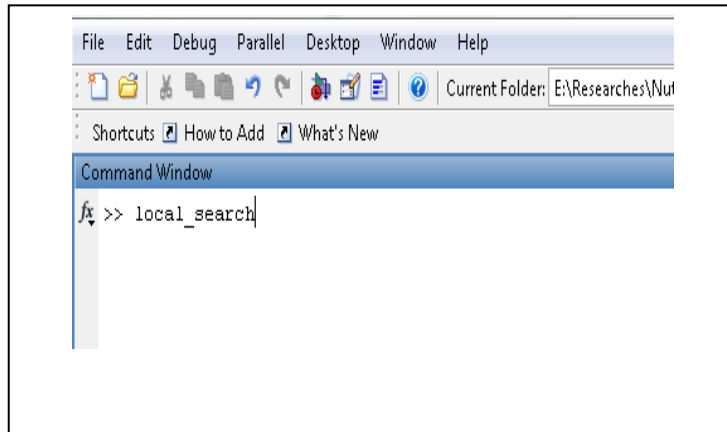 File Edit Debug Parallel Desktop Window Help
Current Folder: E:\Researches\Nut
Shortcuts How to Add What's New
Command Window
fx >> local_search